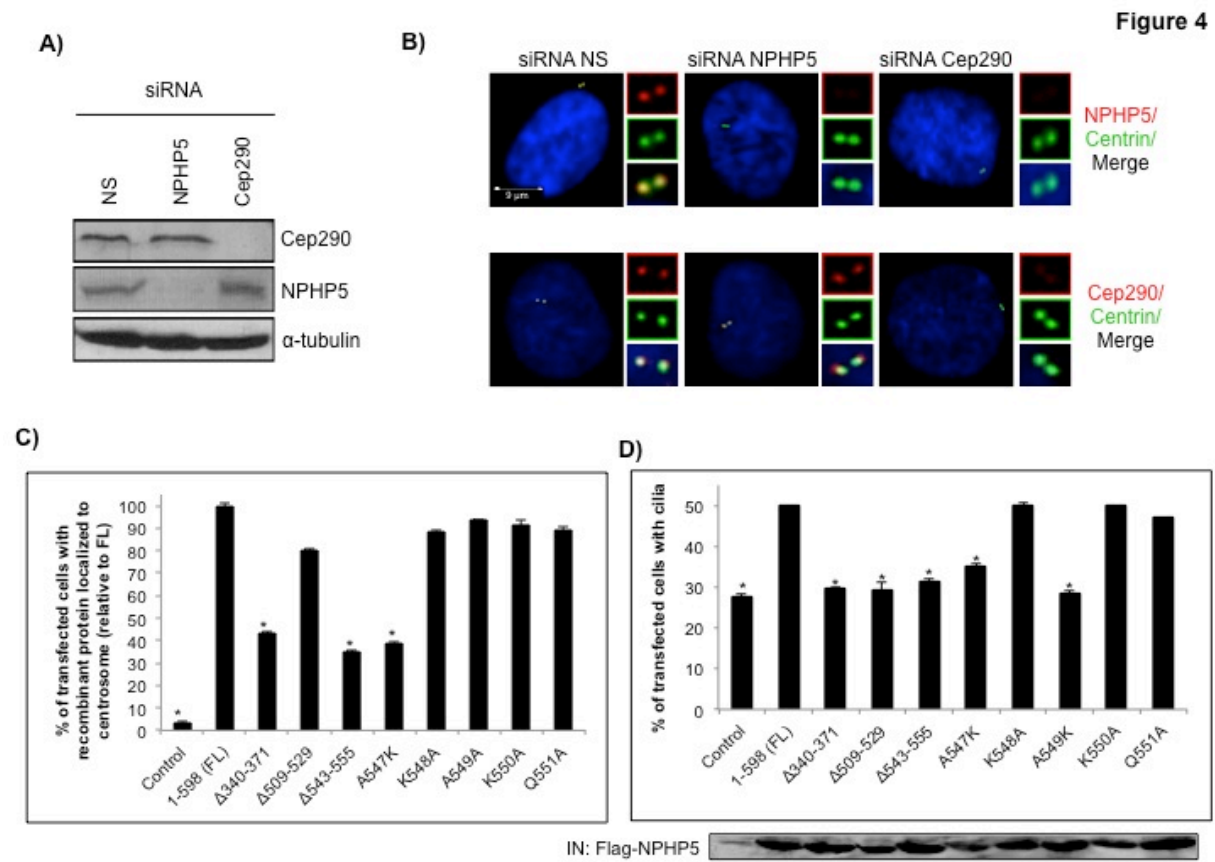 Figure 4
A)
siRNA
NS
NPHP5
Cep290
Cep290
NPHP5
α-tubulin
B)
siRNA NS
siRNA NPHP5
siRNA Cep290
9 µm
NPHP5/
Centrin/
Merge
Cep290/
Centrin/
Merge
C)
% of transfected cells with
recombinant protein localized to
centrosome (relative to FL)
100
90
80
70
60
50
40
30
20
10
0
*
*
*
*
Control
1-598 (FL)
Δ340-371
Δ509-529
Δ543-555
A547K
K548A
A549A
K550A
Q551A
D)
% of transfected cells with cilia
50
40
30
20
10
0
*
*
*
*
*
*
Control
1-598 (FL)
Δ340-371
Δ509-529
Δ543-555
A547K
K548A
A549K
K550A
Q551A
IN: Flag-NPHP5